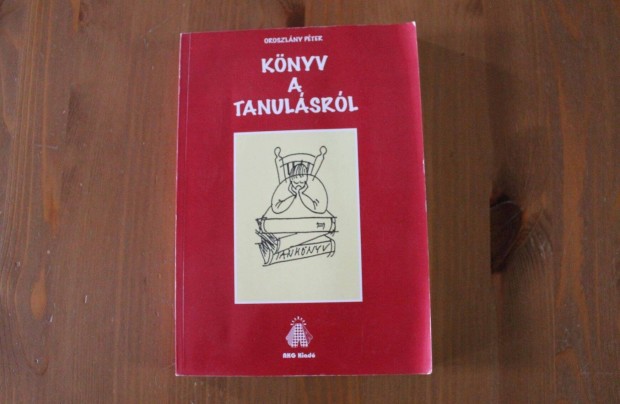 OROSZLÁNY PÉTER
KÖNYV
A
TANULÁSRÓL
TANKÖNYV
AKG Kiadó